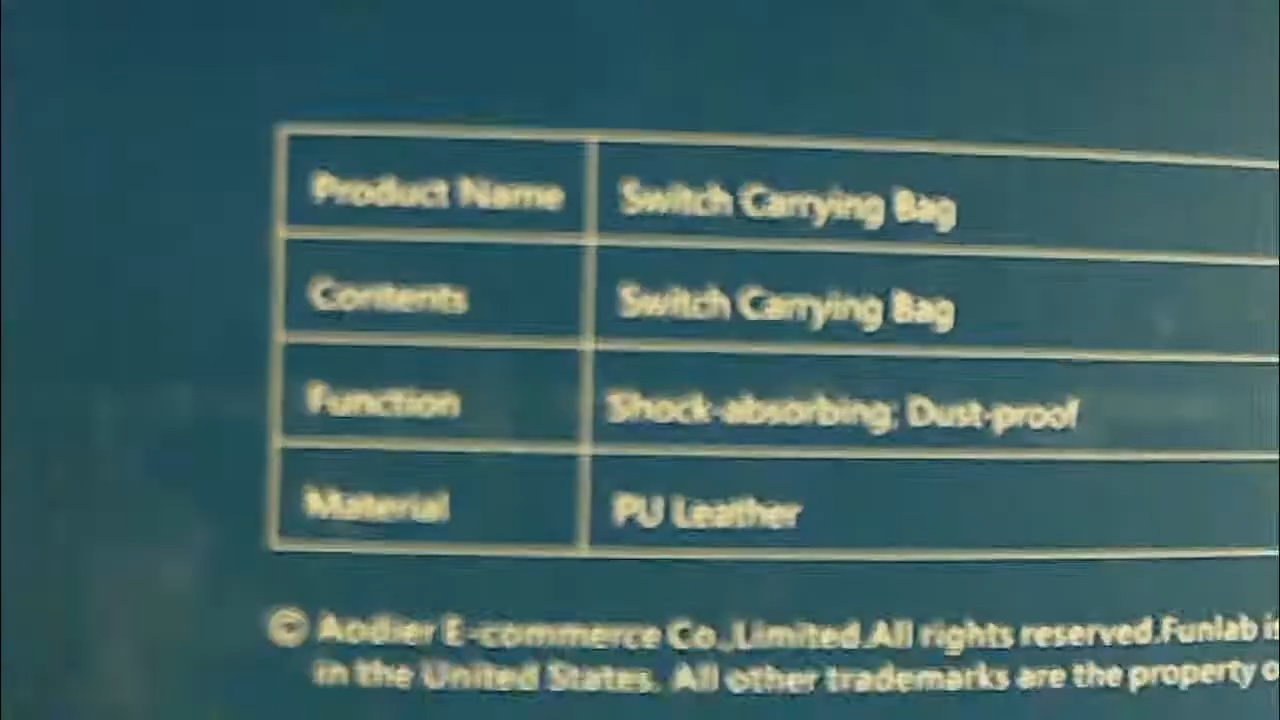 Product Name Switch Carrying Bag
Contents Switch Carrying Bag
Function Shock-absorbing; Dust-proof
Material PU Leather
© Aodier E-commerce Co.,Limited.All rights reserved.Funlab
in the United States. All other trademarks are the property